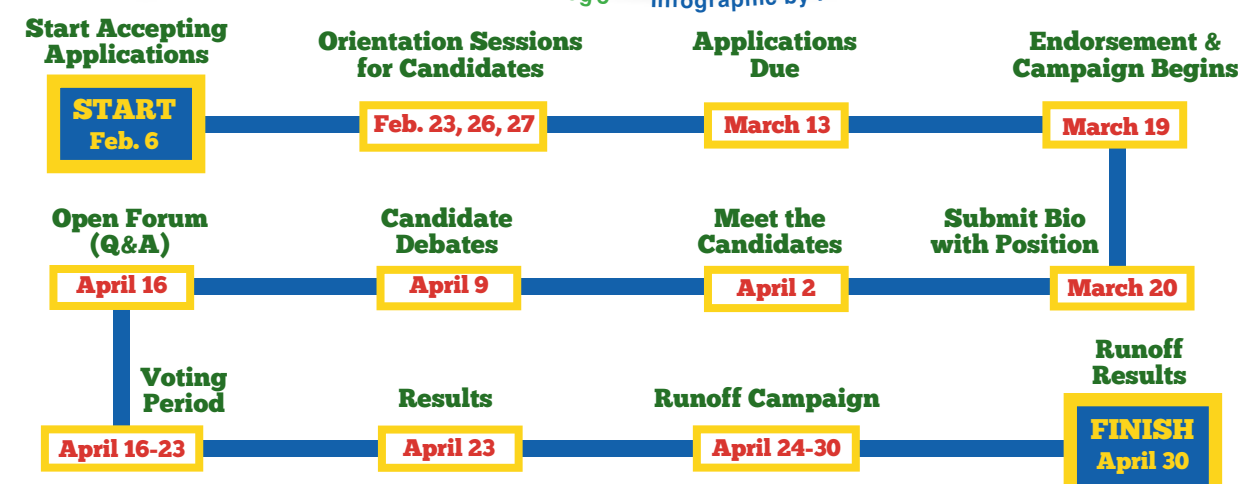 Infographic by
Start Accepting
Applications
START
Feb. 6
Orientation Sessions
for Candidates
Feb. 23, 26, 27
Applications
Due
March 13
Endorsement &
Campaign Begins
March 19
Submit Bio
with Position
March 20
Meet the
Candidates
April 2
Candidate
Debates
April 9
Open Forum
(Q&A)
April 16
Voting
Period
April 16-23
Results
April 23
Runoff Campaign
April 24-30
Runoff
Results
FINISH
April 30